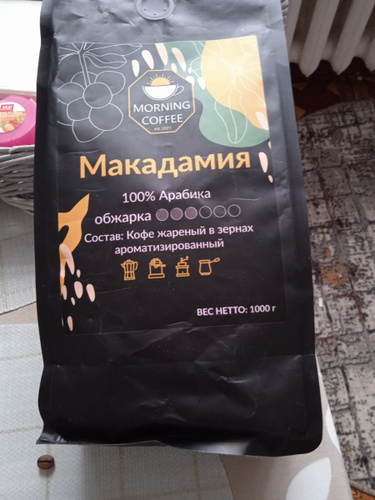 MORNING
COFFEE
Макадамия
100% Арабика
обжарка
Состав: Кофе жареный в зернах
ароматизированный
ВЕС НЕТТО: 1000 г